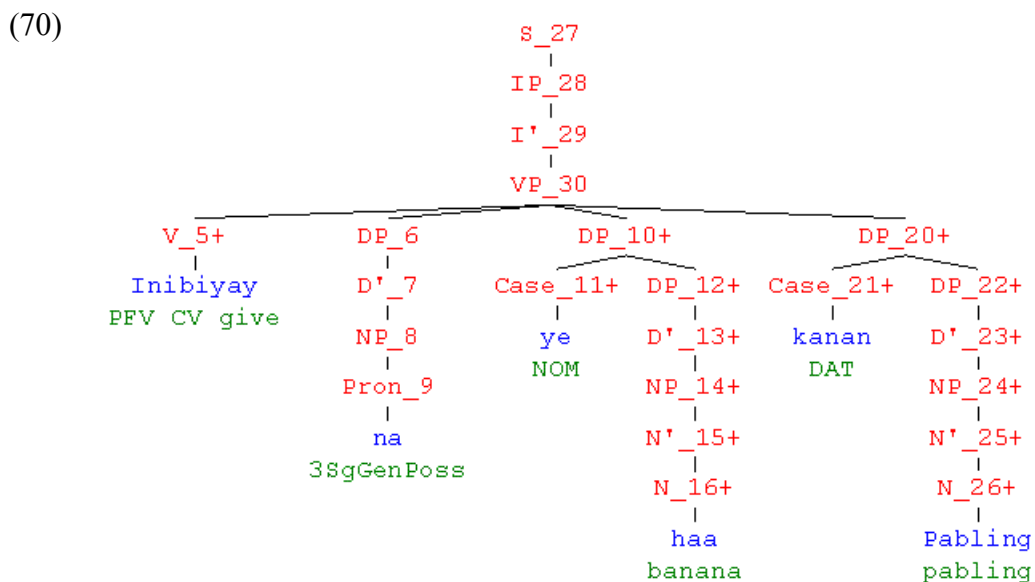 (70)
S_27
IP_28
I'_29
VP_30
V_5+ DP_6 DP_10+ DP_20+
Inibiyay D'_7 Case_11+ DP_12+ Case_21+ DP_22+
PFV CV give NP_8 ye D'_13+ kanan D'_23+
Pron_9 NOM NP_14+ DAT NP_24+
na N'_15+ N'_25+
3SgGenPoss N_16+ N_26+
haa Pabling
banana pabling